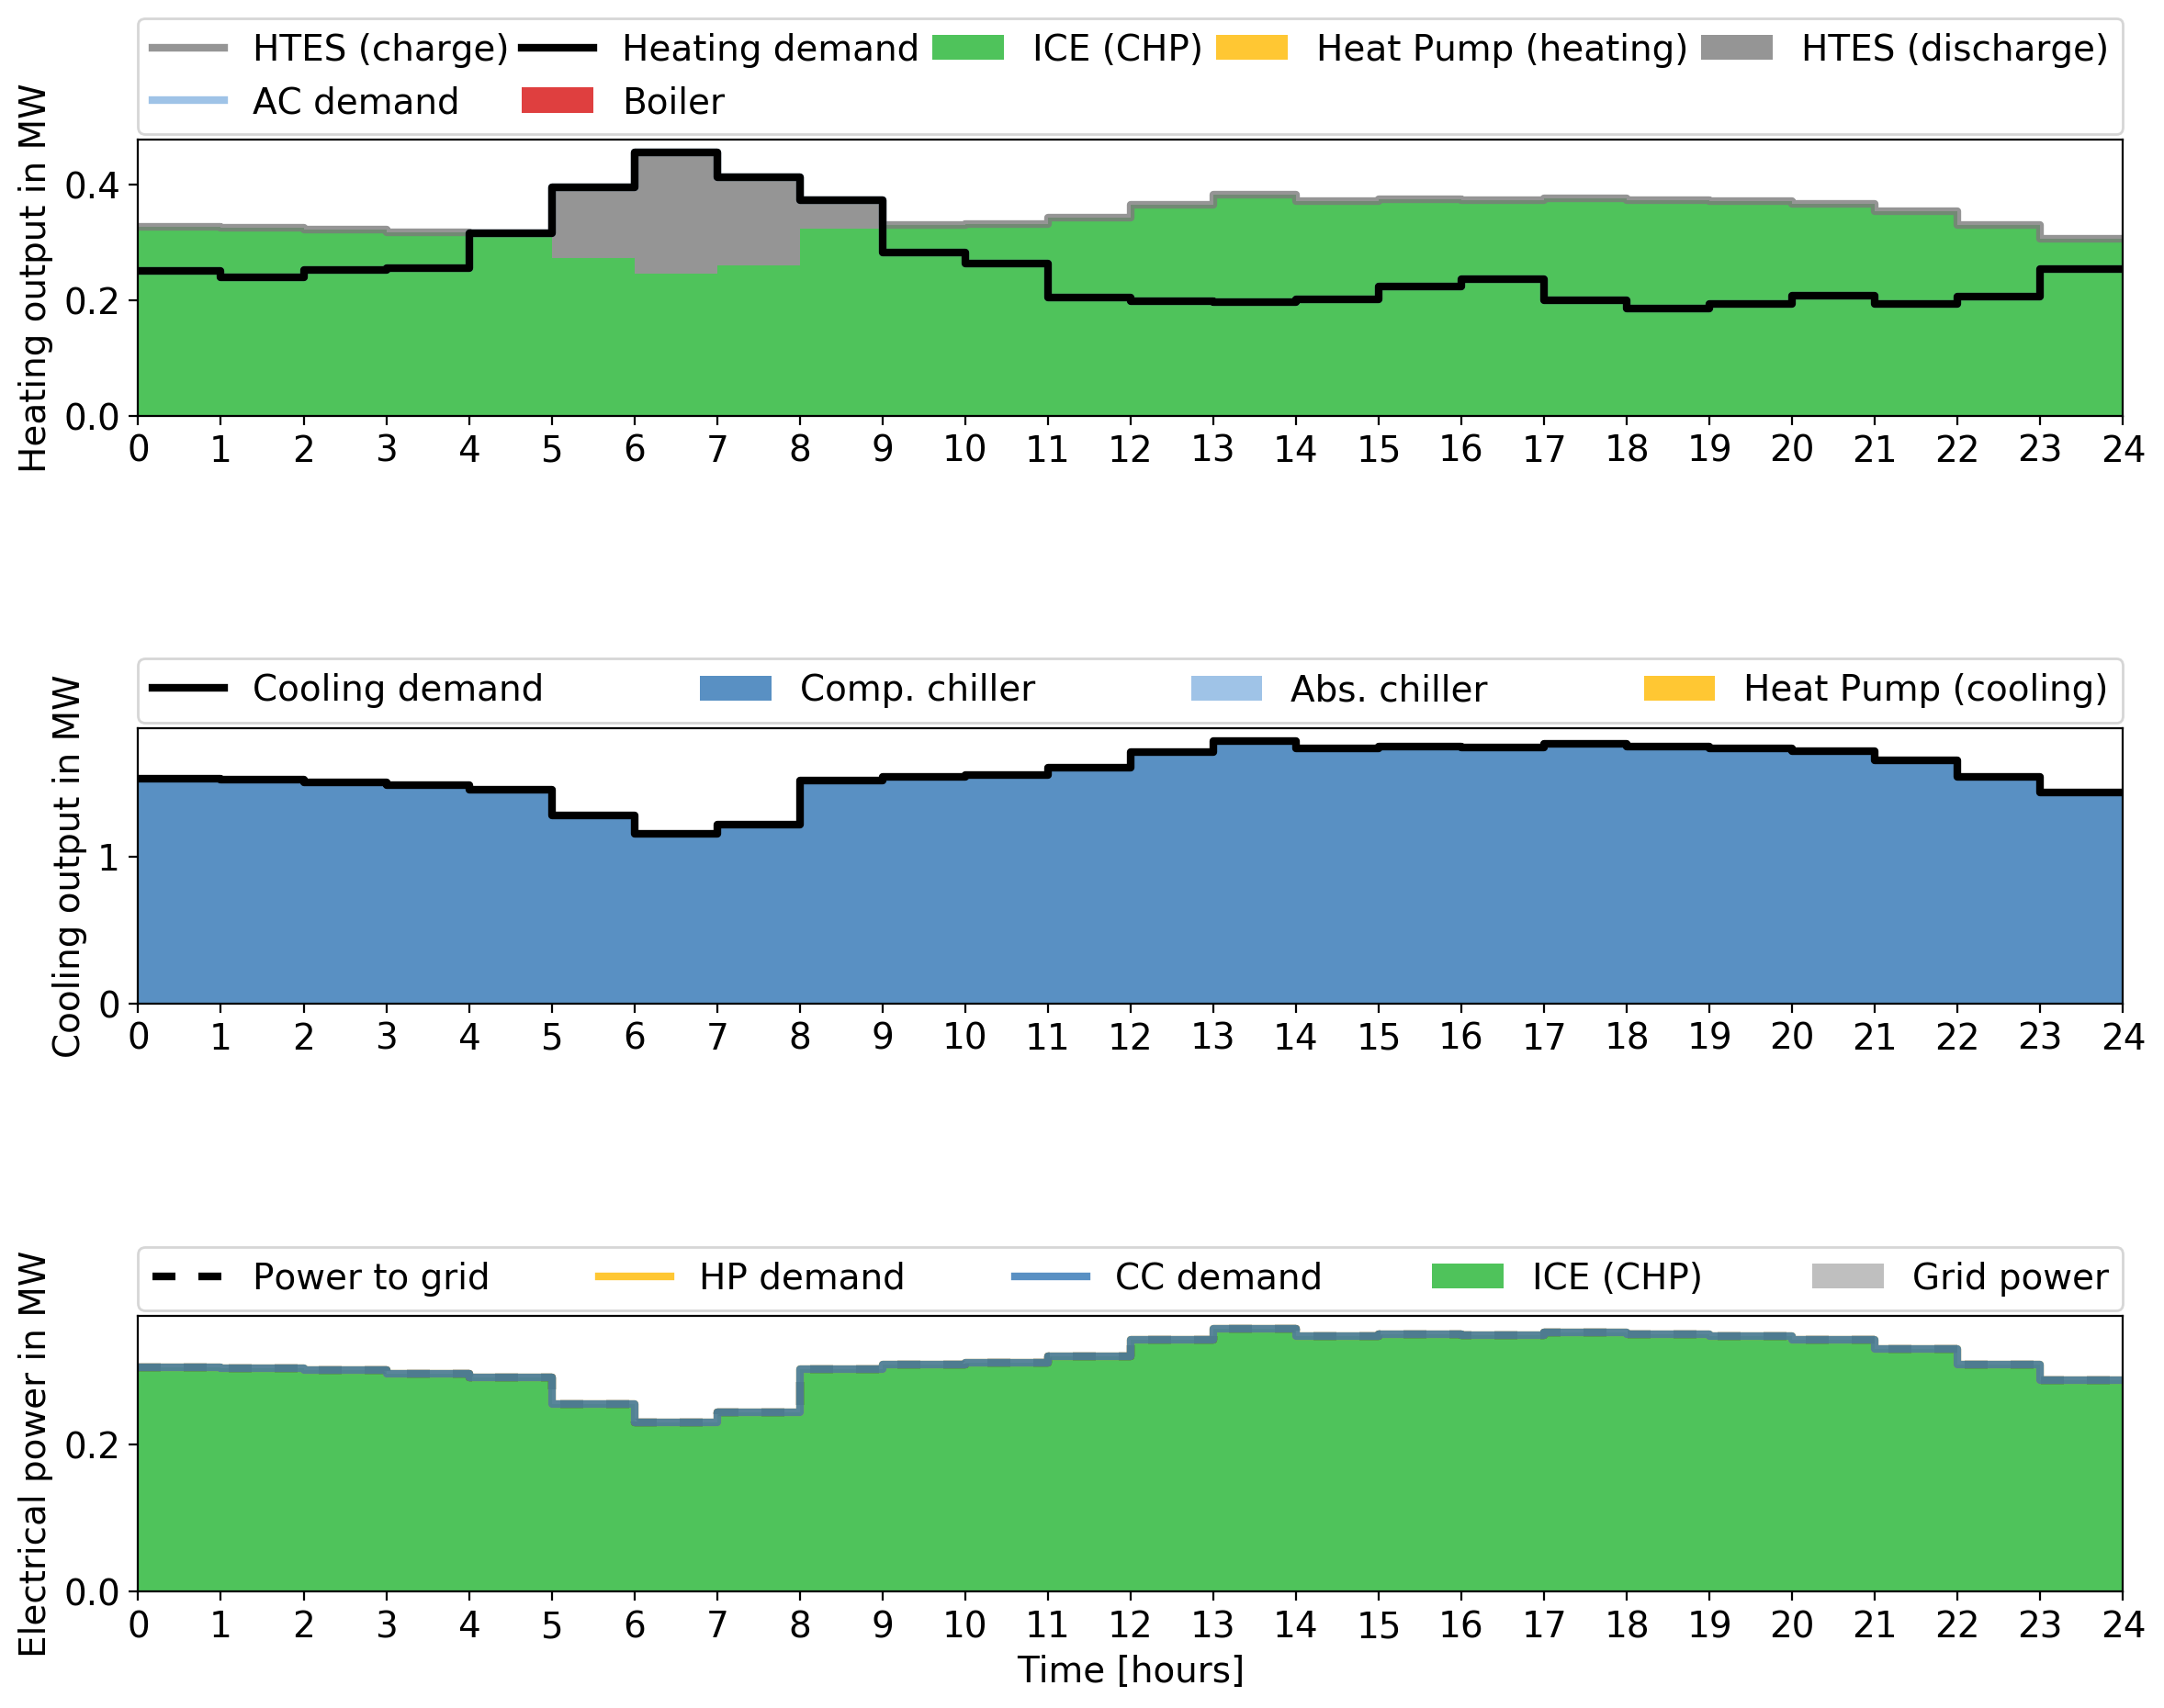 HTES (charge) Heating demand ICE (CHP) Heat Pump (heating) HTES (discharge)
AC demand Boiler
Heating output in MW
0.4
0.2
0.0
0 1 2 3 4 5 6 7 8 9 10 11 12 13 14 15 16 17 18 19 20 21 22 23 24
Cooling demand Comp. chiller Abs. chiller Heat Pump (cooling)
Cooling output in MW
1
0
0 1 2 3 4 5 6 7 8 9 10 11 12 13 14 15 16 17 18 19 20 21 22 23 24
Power to grid HP demand CC demand ICE (CHP) Grid power
Electrical power in MW
0.2
0.0
0 1 2 3 4 5 6 7 8 9 10 11 12 13 14 15 16 17 18 19 20 21 22 23 24
Time [hours]